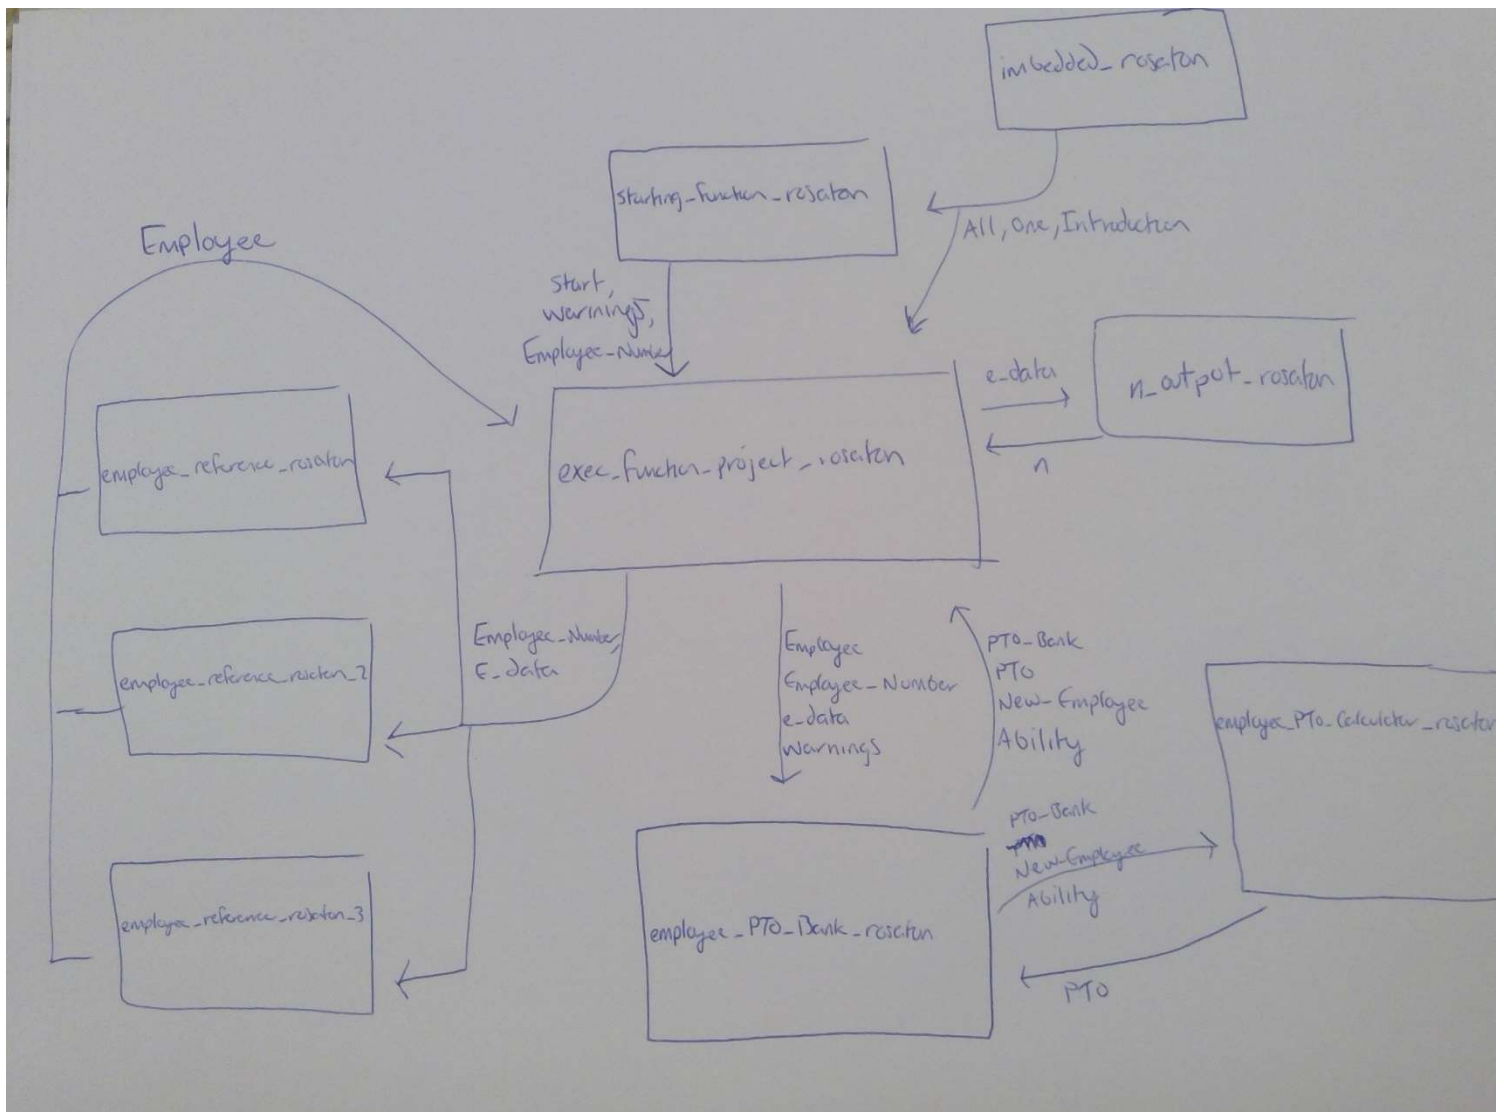 imbedded_rosaton
starting_function_rosaton
All, One, Introduction
Employee
Start,
Warnings,
Employee_Number
e_data
n_output_rosaton
n
employee_reference_rosaton
exec_function_project_rosaton
Employee_Number,
E_data
employee_reference_rosaton_2
Employee
Employee_Number
e_data
Warnings
PTO_Bank
PTO
New_Employee
Ability
employee_PTO_Calculator_rosaton
PTO_Bank
New_Employee
Ability
employee_reference_rosaton_3
employee_PTO_Bank_rosaton
PTO